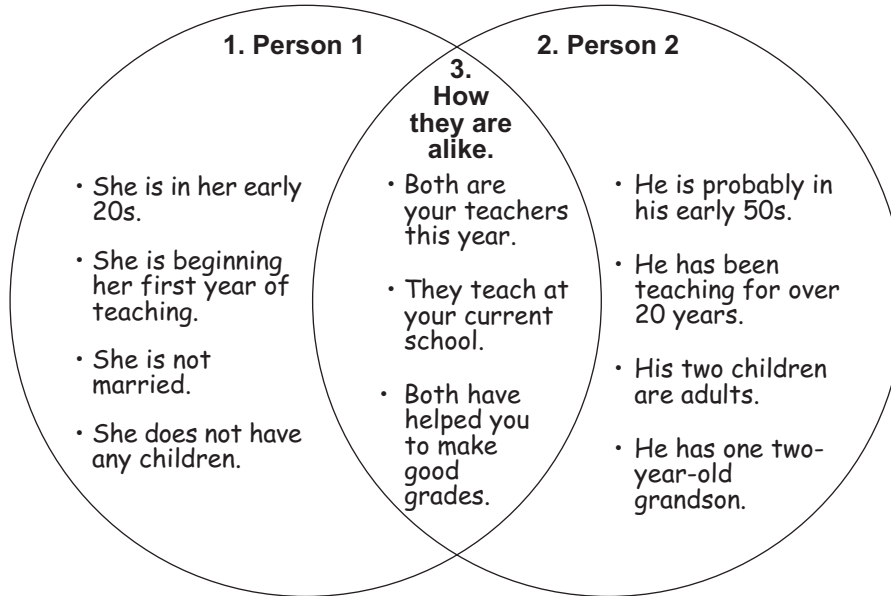 1. Person 1
• She is in her early
20s.
• She is beginning
her first year of
teaching.
• She is not
married.
• She does not have
any children.
3.
How
they are
alike.
• Both are
your teachers
this year.
• They teach at
your current
school.
• Both have
helped you
to make
good
grades.
2. Person 2
• He is probably in
his early 50s.
• He has been
teaching for over
20 years.
• His two children
are adults.
• He has one two-
year-old
grandson.